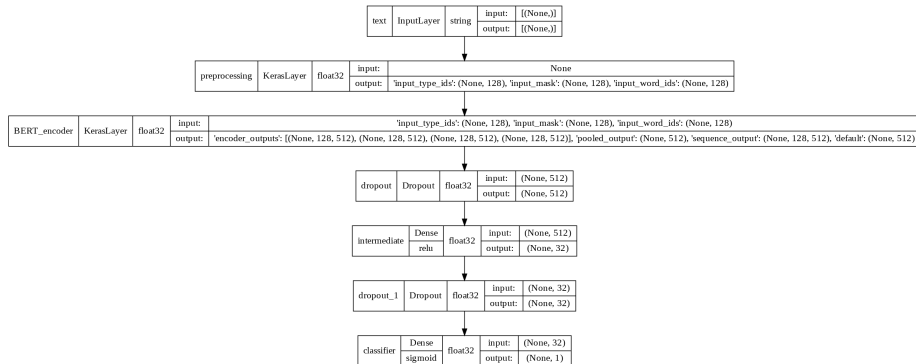 text InputLayer string input: [(None,)]
output: [(None,)]
preprocessing KerasLayer float32 input: None
output: 'input_type_ids': (None, 128), 'input_mask': (None, 128), 'input_word_ids': (None, 128)
BERT_encoder KerasLayer float32 input: 'input_type_ids': (None, 128), 'input_mask': (None, 128), 'input_word_ids': (None, 128)
output: 'encoder_outputs': [(None, 128, 512), (None, 128, 512), (None, 128, 512), (None, 128, 512)], 'pooled_output': (None, 512), 'sequence_output': (None, 128, 512), 'default': (None, 512)
dropout Dropout float32 input: (None, 512)
output: (None, 512)
intermediate Dense relu float32 input: (None, 512)
output: (None, 32)
dropout_1 Dropout float32 input: (None, 32)
output: (None, 32)
classifier Dense sigmoid float32 input: (None, 32)
output: (None, 1)